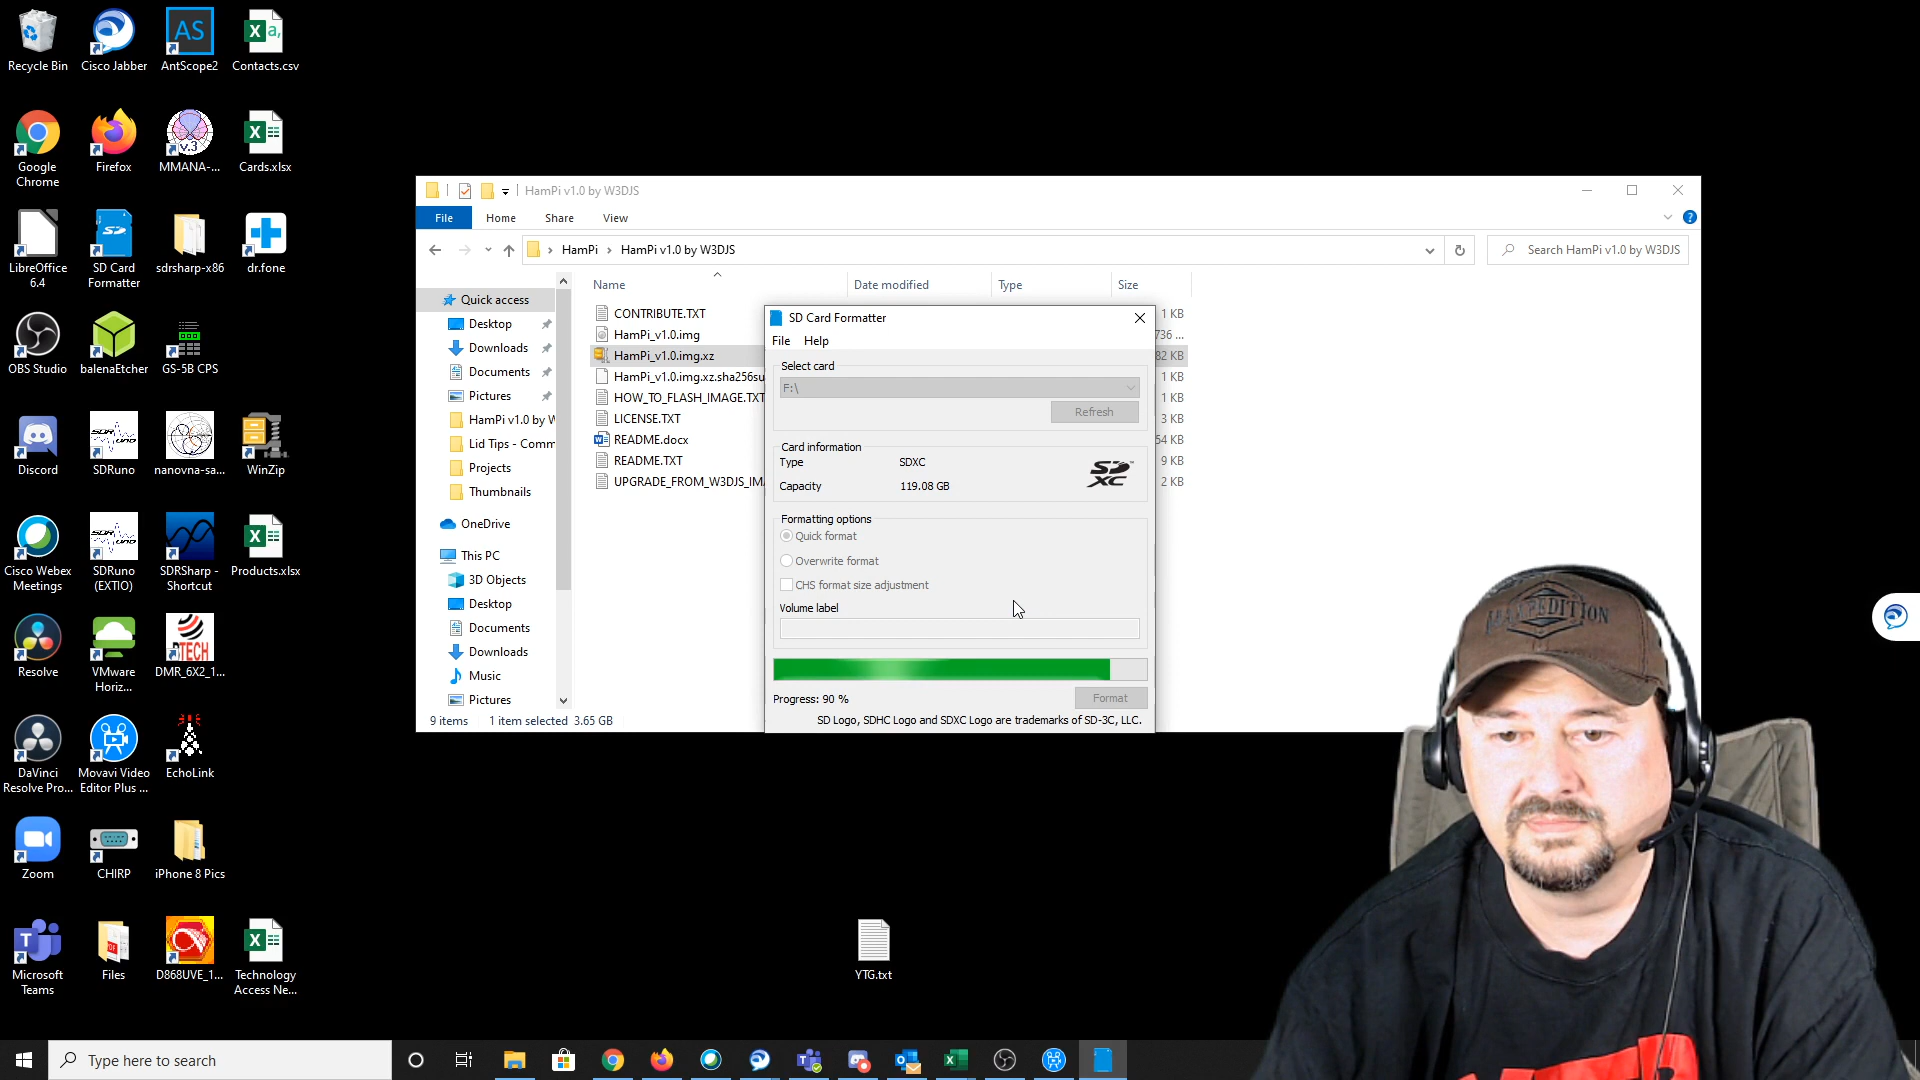 Recycle Bin
Cisco Jabber
AntScope2
Contacts.csv
Google Chrome
Firefox
MMANA-...
Cards.xlsx
LibreOffice 6.4
SD Card Formatter
sdrsharp-x86
dr.fone
OBS Studio
balenaEtcher
GS-5B CPS
Discord
SDRuno
nanovna-sa...
WinZip
Cisco Webex Meetings
SDRuno (EXTIO)
SDRSharp - Shortcut
Products.xlsx
Resolve
VMware Horiz...
DMR_6X2_1...
DaVinci Resolve Pro...
Movavi Video Editor Plus ...
EchoLink
Zoom
CHIRP
iPhone 8 Pics
Microsoft Teams
Files
D868UVE_1...
Technology Access Ne...
YTG.txt
HamPi v1.0 by W3DJS
File Home Share View
HamPi > HamPi v1.0 by W3DJS
Search HamPi v1.0 by W3DJS
Name Date modified Type Size
Quick access
Desktop
Downloads
Documents
Pictures
HamPi v1.0 by W
Lid Tips - Comm
Projects
Thumbnails
OneDrive
This PC
3D Objects
Desktop
Documents
Downloads
Music
Pictures
CONTRIBUTE.TXT 1 KB
HamPi_v1.0.img 736 ...
HamPi_v1.0.img.xz 82 KB
HamPi_v1.0.img.xz.sha256su 1 KB
HOW_TO_FLASH_IMAGE.TXT 1 KB
LICENSE.TXT 3 KB
README.docx 54 KB
README.TXT 9 KB
UPGRADE_FROM_W3DJS_IM 2 KB
9 items 1 item selected 3.65 GB
SD Card Formatter
File Help
Select card
F:\
Refresh
Card information
Type SDXC
Capacity 119.08 GB
SD XC
Formatting options
Quick format
Overwrite format
CHS format size adjustment
Volume label
Progress: 90 %
Format
SD Logo, SDHC Logo and SDXC Logo are trademarks of SD-3C, LLC.
Type here to search